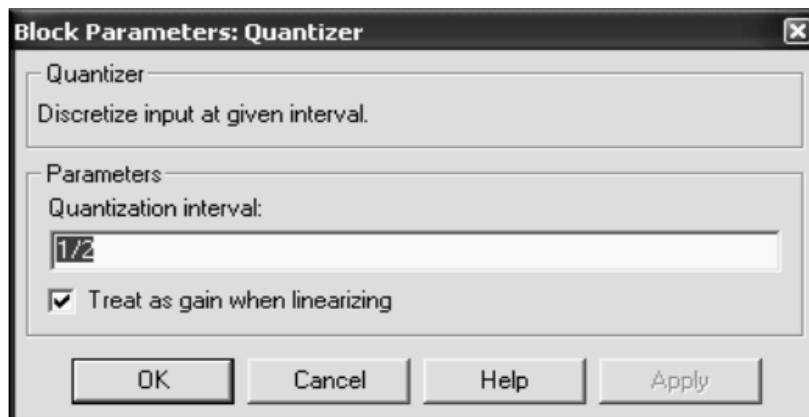 Block Parameters: Quantizer
Quantizer
Discretize input at given interval.
Parameters
Quantization interval:
1/2
Treat as gain when linearizing
OK Cancel Help Apply